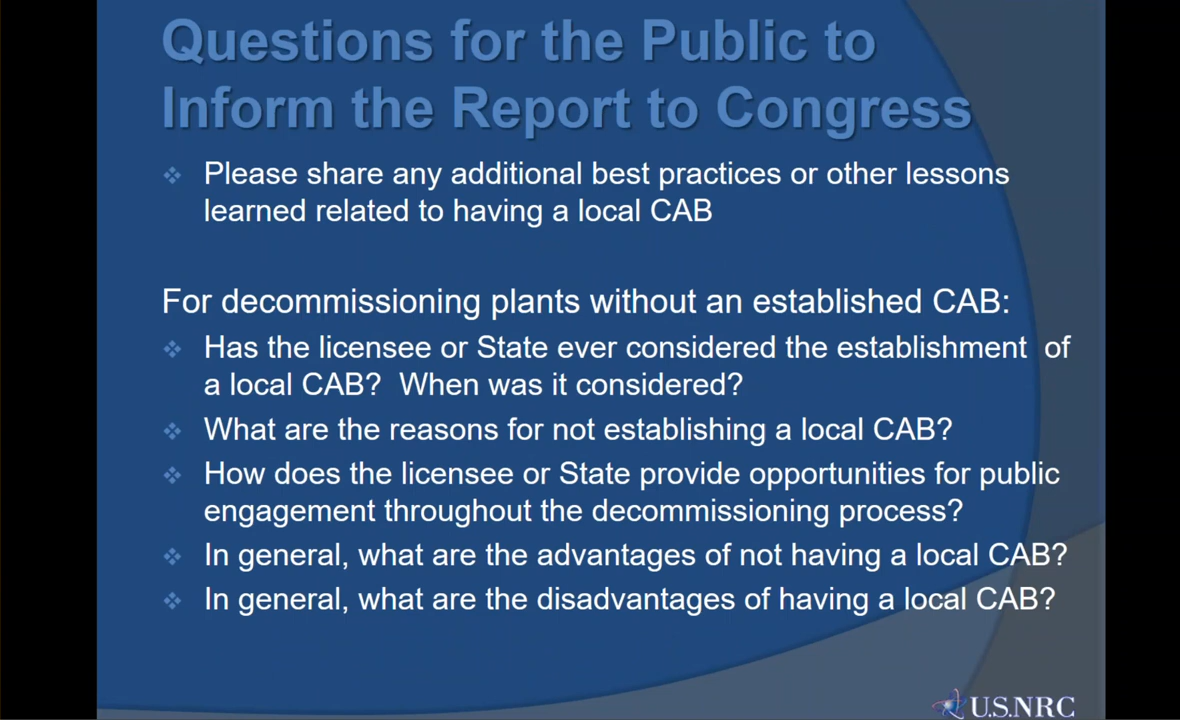 Questions for the Public to
Inform the Report to Congress
Please share any additional best practices or other lessons
learned related to having a local CAB
For decommissioning plants without an established CAB:
Has the licensee or State ever considered the establishment of
a local CAB? When was it considered?
What are the reasons for not establishing a local CAB?
How does the licensee or State provide opportunities for public
engagement throughout the decommissioning process?
In general, what are the advantages of not having a local CAB?
In general, what are the disadvantages of having a local CAB?
U.S.NRC